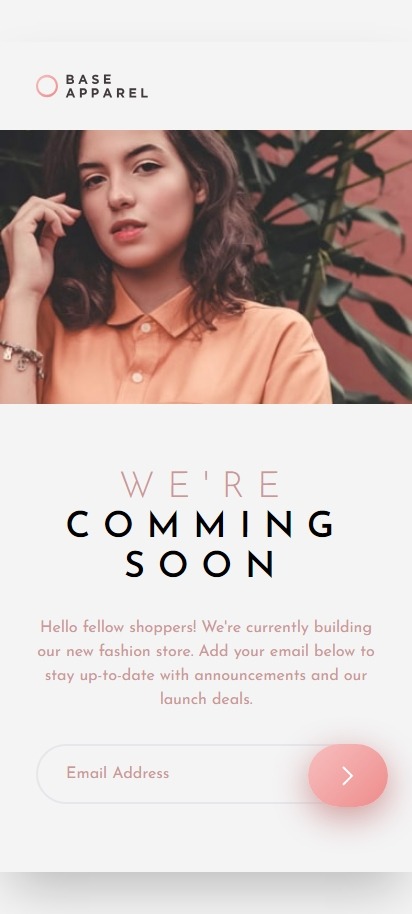 BASE
APPAREL
WE'RE
COMMING
SOON
Hello fellow shoppers! We're currently building
our new fashion store. Add your email below to
stay up-to-date with announcements and our
launch deals.
Email Address